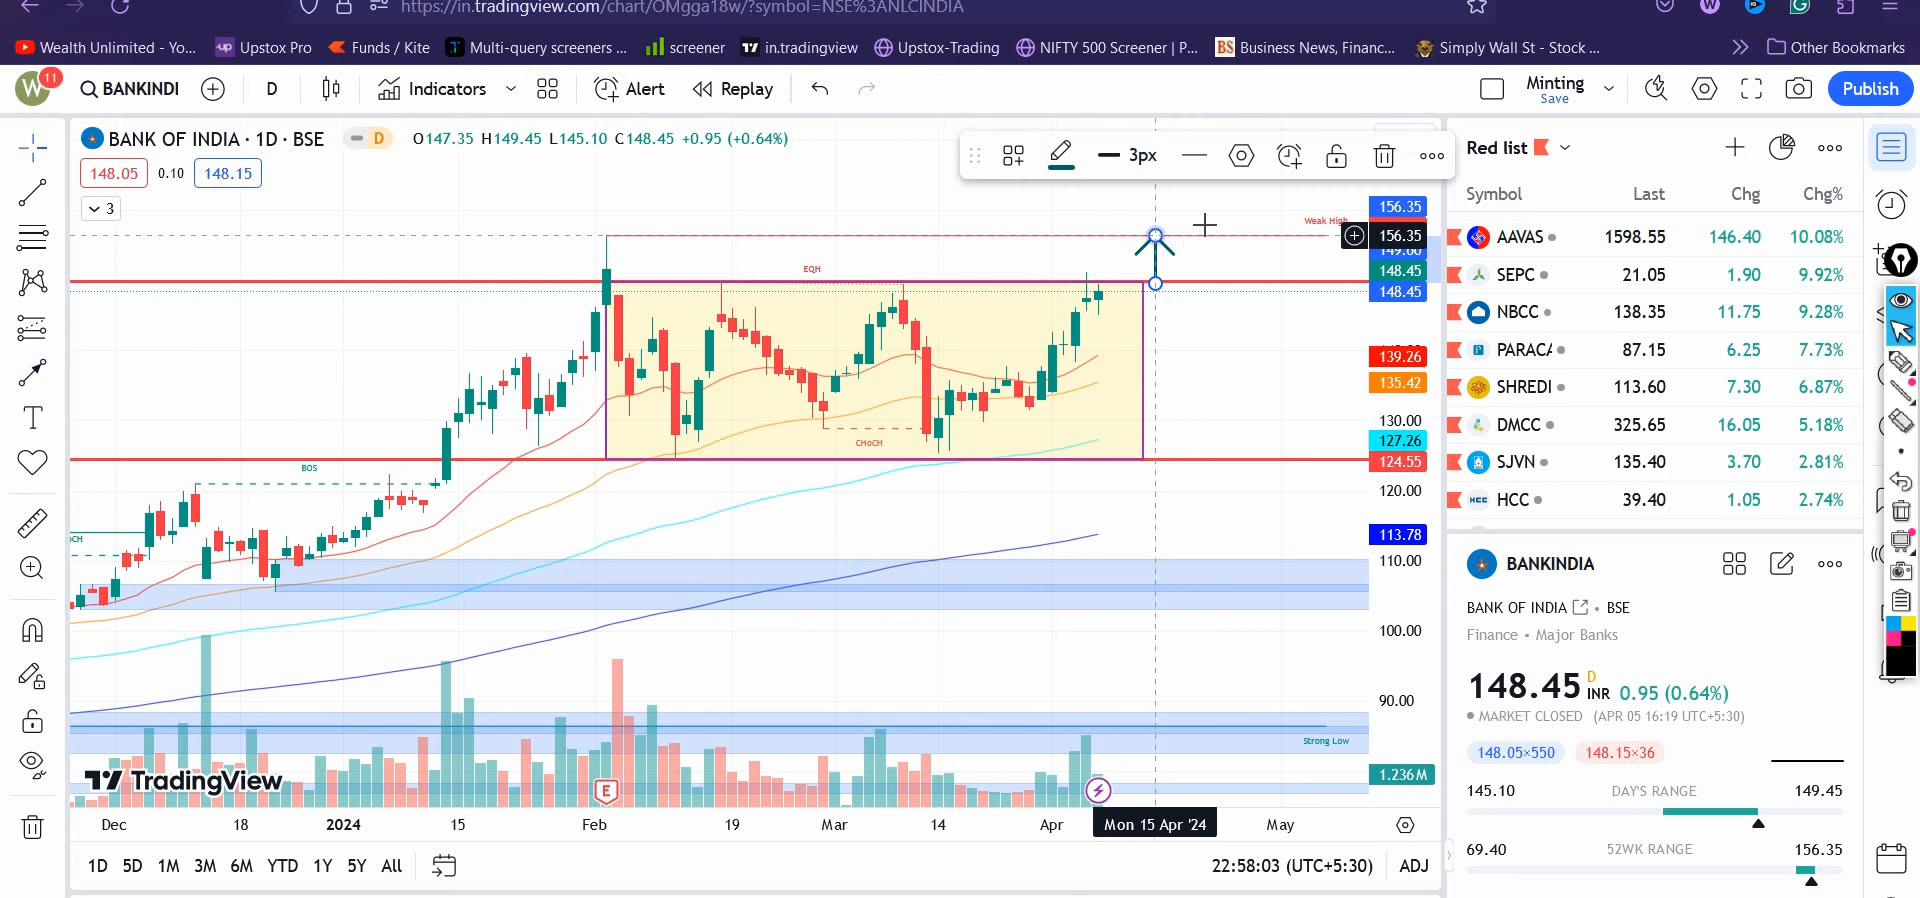 https://in.tradingview.com/chart/OMgga18w/?symbol=NSE%3ANLCINDIA
W
Wealth Unlimited - Yo...
up Upstox Pro
Funds / Kite
Multi-query screeners ...
screener
in.tradingview
Upstox-Trading
NIFTY 500 Screener | P...
BS Business News, Financ...
Simply Wall St - Stock ...
Other Bookmarks
W 11
BANKINDI
D
Indicators
Alert
Replay
Minting
Save
Publish
BANK OF INDIA · 1D · BSE
D
O147.35 H149.45 L145.10 C148.45 +0.95 (+0.64%)
148.05 0.10 148.15
3
3px
Weak High
156.35
156.35
148.45
148.45
EQH
139.26
135.42
130.00
127.26
124.55
CHoCH
BOS
120.00
113.78
110.00
100.00
90.00
Strong Low
1.236M
TradingView
E
Dec 18 2024 15 Feb 19 Mar 14 Apr Mon 15 Apr '24 May
1D 5D 1M 3M 6M YTD 1Y 5Y All
22:58:03 (UTC+5:30) ADJ
Red list
Symbol Last Chg Chg%
AAVAS 1598.55 146.40 10.08%
SEPC 21.05 1.90 9.92%
NBCC 138.35 11.75 9.28%
PARACA 87.15 6.25 7.73%
SHREDI 113.60 7.30 6.87%
DMCC 325.65 16.05 5.18%
SJVN 135.40 3.70 2.81%
HCC HCC 39.40 1.05 2.74%
BANKINDIA
BANK OF INDIA • BSE
Finance • Major Banks
148.45 D INR 0.95 (0.64%)
MARKET CLOSED (APR 05 16:19 UTC+5:30)
148.05×550 148.15×36
145.10 DAY'S RANGE 149.45
69.40 52WK RANGE 156.35